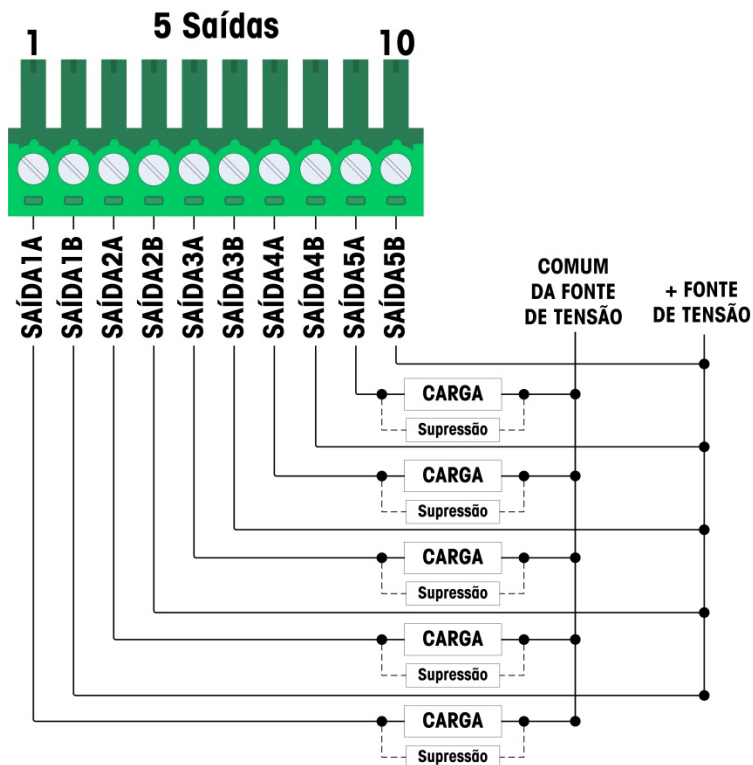 5 Saídas
1
10
SAÍDA1A
SAÍDA1B
SAÍDA2A
SAÍDA2B
SAÍDA3A
SAÍDA3B
SAÍDA4A
SAÍDA4B
SAÍDA5A
SAÍDA5B
COMUM
DA FONTE
DE TENSÃO
+ FONTE
DE TENSÃO
CARGA
Supressão
CARGA
Supressão
CARGA
Supressão
CARGA
Supressão
CARGA
Supressão